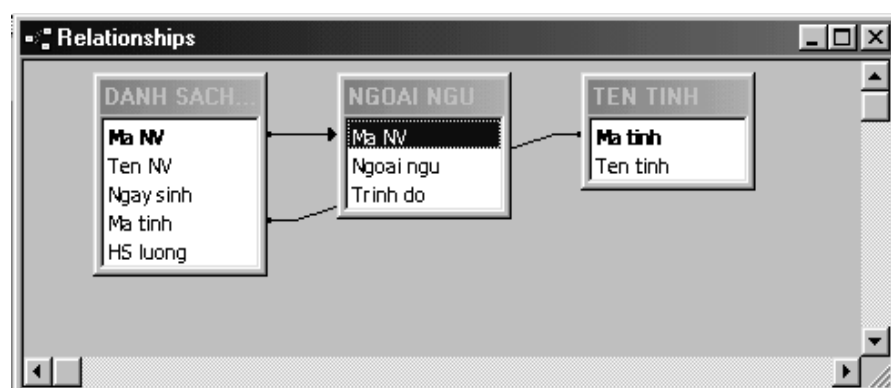 Relationships
DANH SACH...
Ma NV
Ten NV
Ngay sinh
Ma tinh
HS luong
NGOAI NGU
Ma NV
Ngoai ngu
Trinh do
TEN TINH
Ma tinh
Ten tinh